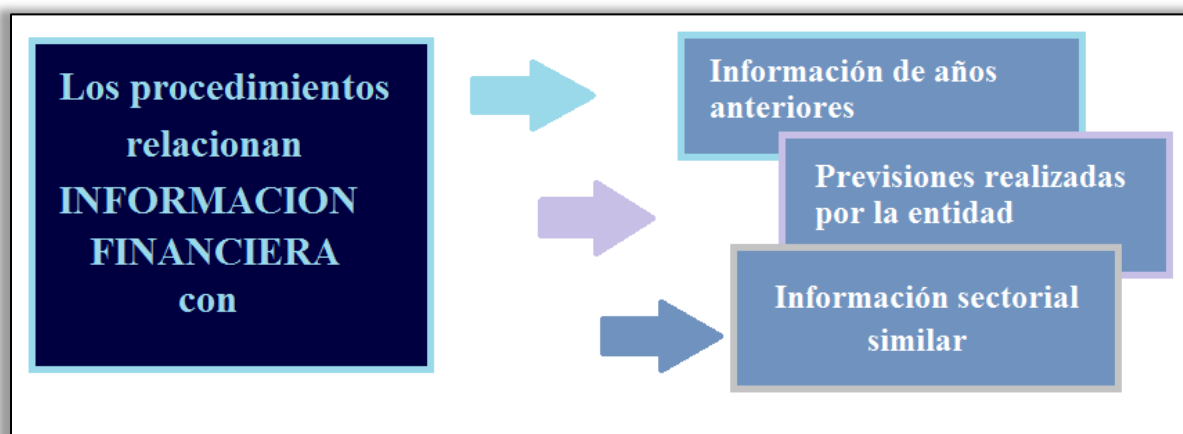 Los procedimientos
relacionan
INFORMACION
FINANCIERA
con
Información de años
anteriores
Previsiones realizadas
por la entidad
Información sectorial
similar